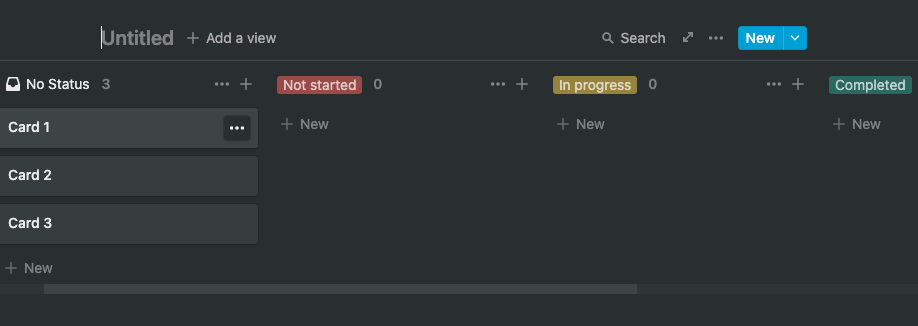 Untitled Add a view Search New
No Status 3 Not started 0 In progress 0 Completed
Card 1 New New New
Card 2
Card 3
New